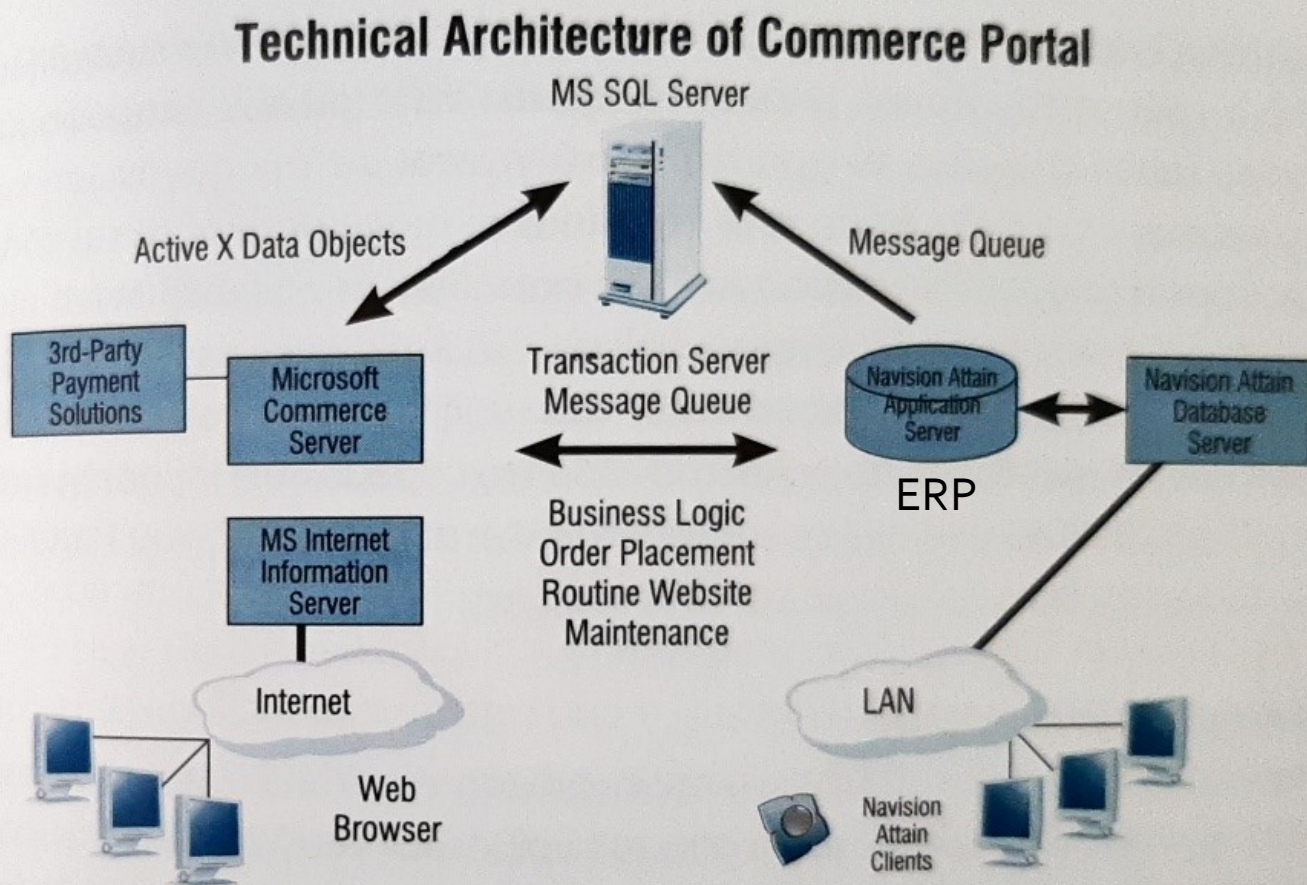 Technical Architecture of Commerce Portal
MS SQL Server
Active X Data Objects
Message Queue
3rd-Party
Payment
Solutions
Microsoft
Commerce
Server
Transaction Server
Message Queue
Navision Attain
Application
Server
Navision Attain
Database
Server
ERP
MS Internet
Information
Server
Business Logic
Order Placement
Routine Website
Maintenance
Internet
LAN
Web
Browser
Navision
Attain
Clients